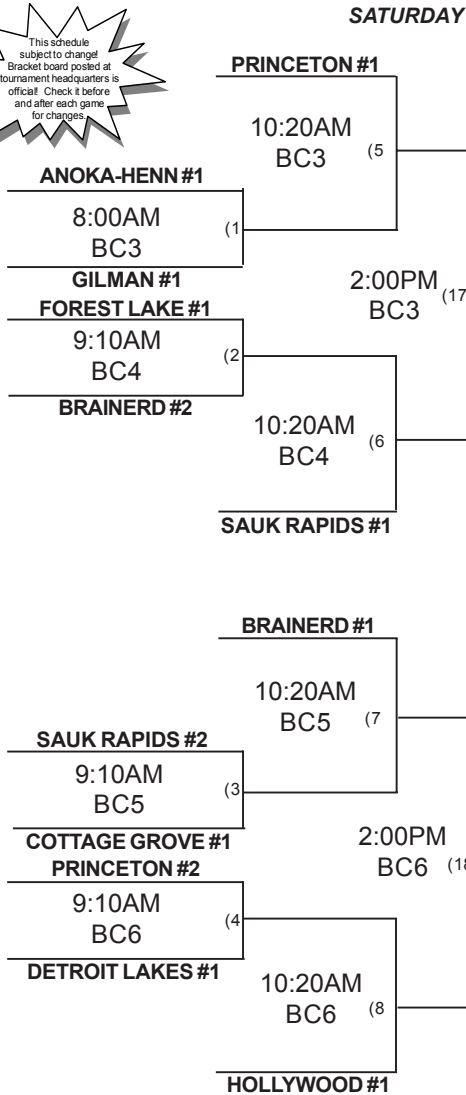 SATURDAY
This schedule
subject to change!
Bracket board posted at
tournament headquarters is
official! Check it before
and after each game
for changes.
PRINCETON #1
10:20AM
BC3 (5
ANOKA-HENN #1
8:00AM
(1
BC3
GILMAN #1
2:00PM (17
BC3
FOREST LAKE #1
9:10AM
(2
BC4
BRAINERD #2
10:20AM
(6
BC4
SAUK RAPIDS #1
BRAINERD #1
10:20AM
BC5 (7
SAUK RAPIDS #2
9:10AM
(3
BC5
COTTAGE GROVE #1
2:00PM
BC6 (18
PRINCETON #2
9:10AM
(4
BC6
DETROIT LAKES #1
10:20AM
BC6 (8
HOLLYWOOD #1